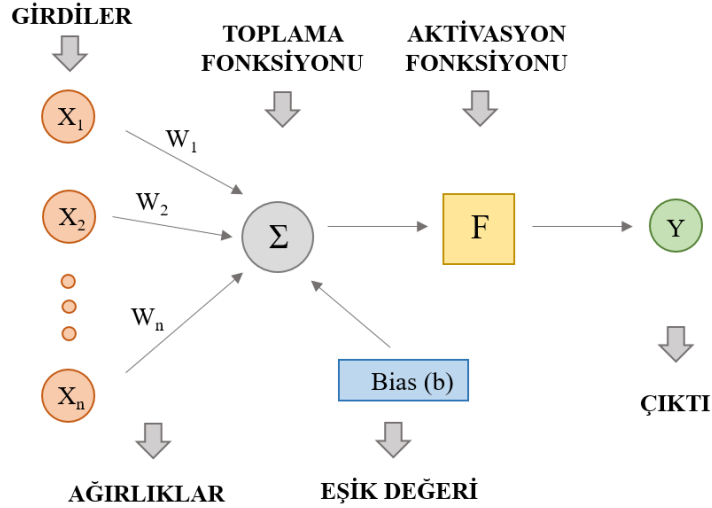 GİRDİLER
TOPLAMA
FONKSİYONU
AKTİVASYON
FONKSİYONU
X1
W1
X2
W2
Σ
F
Y
Wn
Xn
Bias (b)
ÇIKTI
AĞIRLIKLAR
EŞİK DEĞERİ